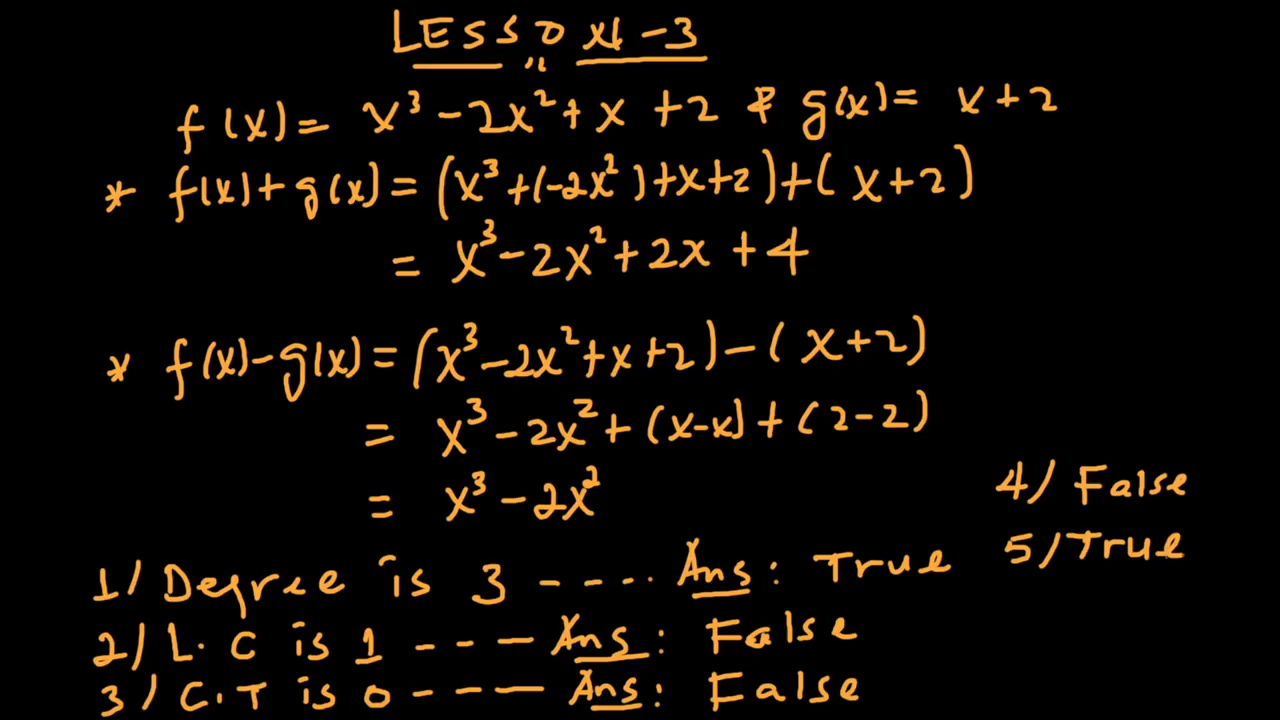 LESSO XI-3
f(x) = x³ - 2x² + x + 2 & g(x) = x + 2
* f(x) + g(x) = (x³ + (-2x²) + x + 2) + (x + 2)
= x³ - 2x² + 2x + 4
* f(x) - g(x) = (x³ - 2x² + x + 2) - (x + 2)
= x³ - 2x² + (x - x) + (2 - 2)
= x³ - 2x²
4/ False
5/ True
1/ Degree is 3 ---- Ans: True
2/ L.C is 1 --- Ans: False
3/ C.T is 0 ---- Ans: False